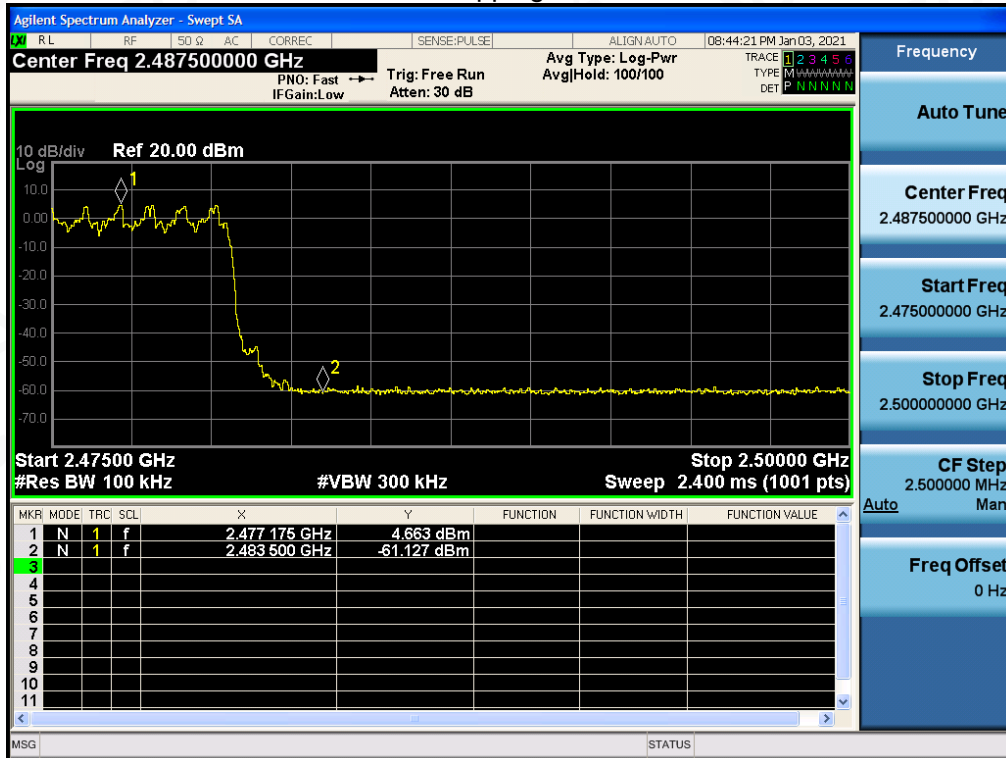 Agilent Spectrum Analyzer - Swept SA
LXI RL RF 50 Ω AC CORREC SENSE:PULSE ALIGN AUTO 08:44:21 PM Jan 03, 2021
Center Freq 2.487500000 GHz
PNO: Fast
IFGain:Low
Trig: Free Run
Atten: 30 dB
Avg Type: Log-Pwr
Avg|Hold: 100/100
TRACE 1 2 3 4 5 6
TYPE M WWWWW
DET P N N N N N
10 dB/div Ref 20.00 dBm
Log
10.0
0.00
-10.0
-20.0
-30.0
-40.0
-50.0
-60.0
-70.0
1
2
Start 2.47500 GHz Stop 2.50000 GHz
#Res BW 100 kHz #VBW 300 kHz Sweep 2.400 ms (1001 pts)
MKR MODE TRC SCL X Y FUNCTION FUNCTION WIDTH FUNCTION VALUE
1 N 1 f 2.477 175 GHz 4.663 dBm
2 N 1 f 2.483 500 GHz -61.127 dBm
3
4
5
6
7
8
9
10
11
MSG STATUS
Frequency
Auto Tune
Center Freq
2.487500000 GHz
Start Freq
2.475000000 GHz
Stop Freq
2.500000000 GHz
CF Step
2.500000 MHz
Auto Man
Freq Offset
0 Hz